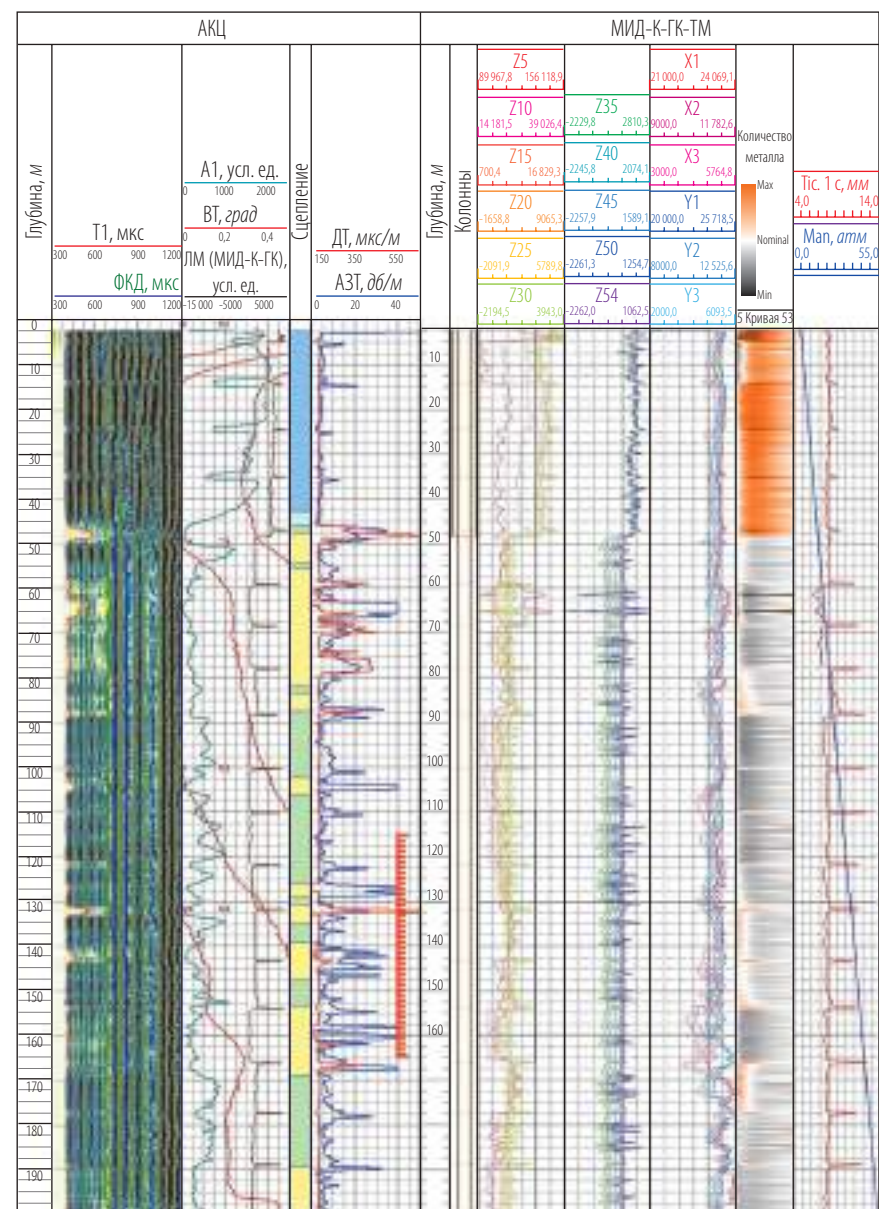 АКЦ
МИД-К-ГК-ТМ
Глубина, м
T1, мкс
300 600 900 1200
ФКД, мкс
300 600 900 1200
А1, усл. ед.
0 1000 2000
ВТ, град
0 0,2 0,4
ЛМ (МИД-К-ГК),
усл. ед.
-15 000 -5000 5000
Сцепление
ДТ, мкс/м
150 350 550
АЗТ, дб/м
0 20 40
Глубина, м
Колонны
Z5
89 967,8 156 118,9
Z10
14 181,5 39 026,4
Z15
700,4 16 829,3
Z20
-1658,8 9065,3
Z25
-2091,9 5789,8
Z30
-2194,5 3943,0
Z35
-2229,8 2810,3
Z40
-2245,8 2074,1
Z45
-2257,9 1589,1
Z50
-2261,3 1254,7
Z54
-2262,0 1062,5
X1
21 000,0 24 069,1
X2
9000,0 11 782,6
X3
3000,0 5764,8
Y1
20 000,0 25 718,5
Y2
8000,0 12 525,6
Y3
2000,0 6093,5
Количество
металла
Max
Nominal
Min
5 Кривая 53
Tic. 1 с, мм
4,0 14,0
Man, атм
0,0 55,0
0
10
20
30
40
50
60
70
80
90
100
110
120
130
140
150
160
170
180
190
10
20
30
40
50
60
70
80
90
100
110
120
130
140
150
160